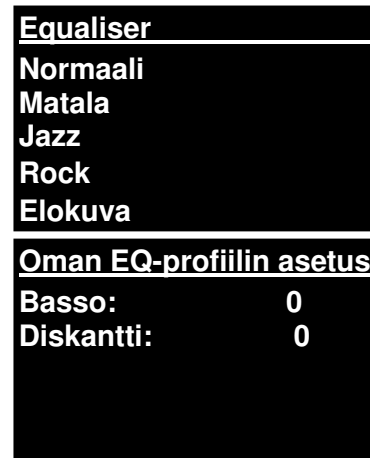 Equaliser
Normaali
Matala
Jazz
Rock
Elokuva
Oman EQ-profiilin asetus
Basso: 0
Diskantti: 0